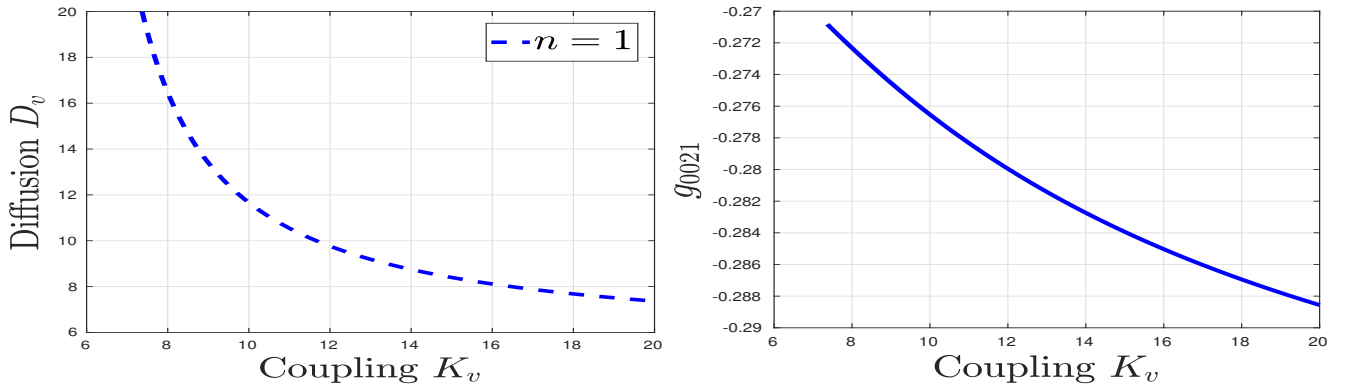 20
18
16
14
12
10
8
6
6 8 10 12 14 16 18 20
Diffusion D_v
Coupling K_v
n = 1
-0.27
-0.272
-0.274
-0.276
-0.278
-0.28
-0.282
-0.284
-0.286
-0.288
-0.29
6 8 10 12 14 16 18 20
g_{0021}
Coupling K_v